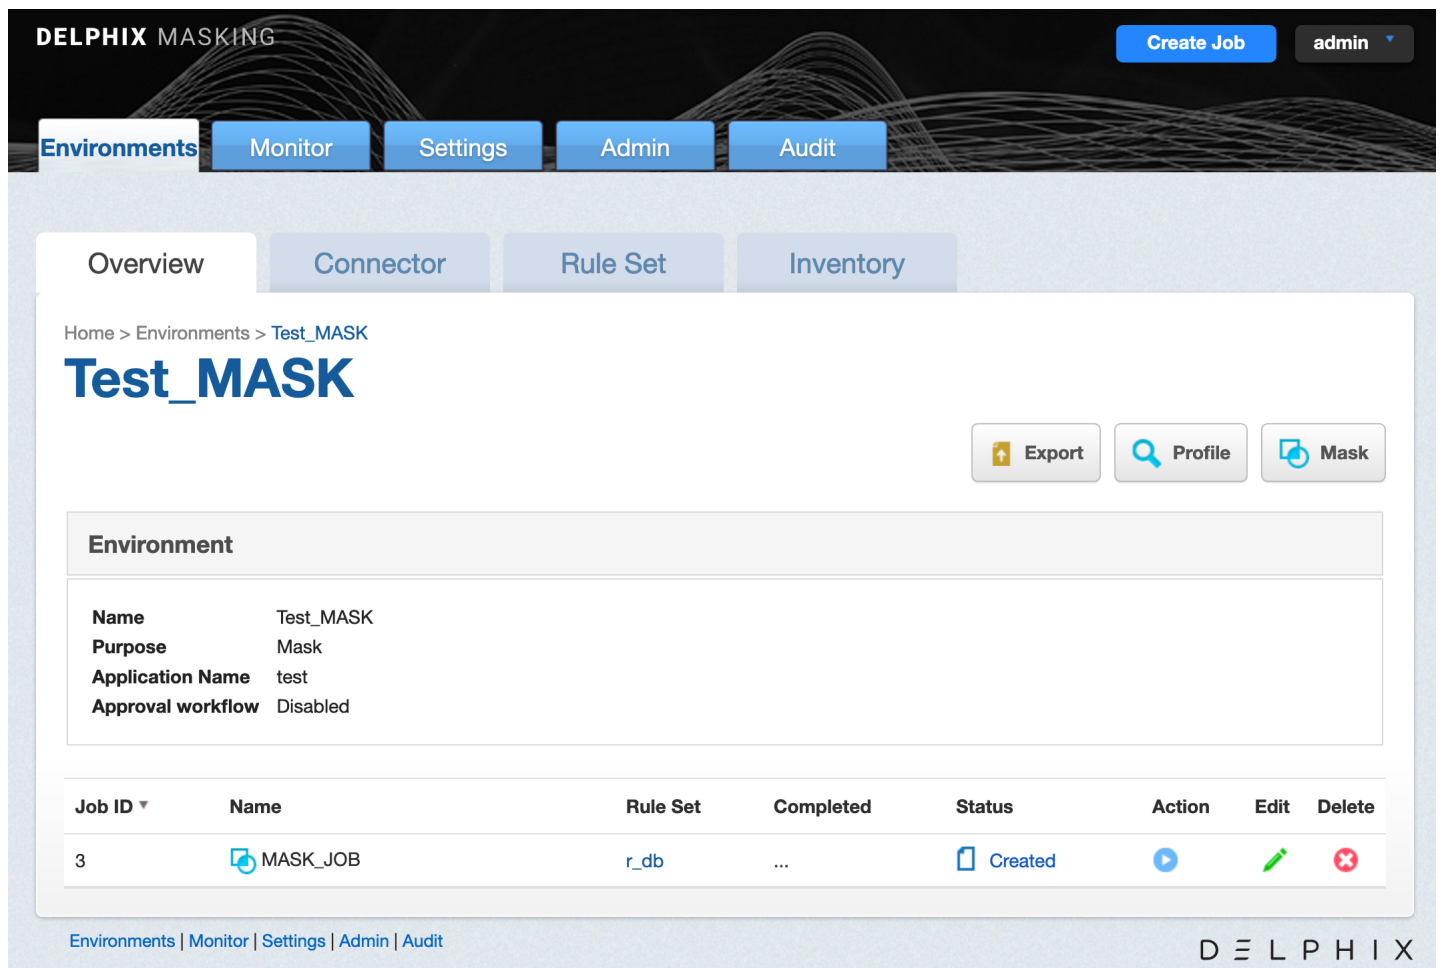 DELPHIX MASKING
Create Job
admin
Environments
Monitor
Settings
Admin
Audit
Overview
Connector
Rule Set
Inventory
Home > Environments > Test_MASK
Test_MASK
Export
Profile
Mask
Environment
Name Test_MASK
Purpose Mask
Application Name test
Approval workflow Disabled
Job ID Name Rule Set Completed Status Action Edit Delete
3 MASK_JOB r_db ... Created
Environments | Monitor | Settings | Admin | Audit
DELPHIX